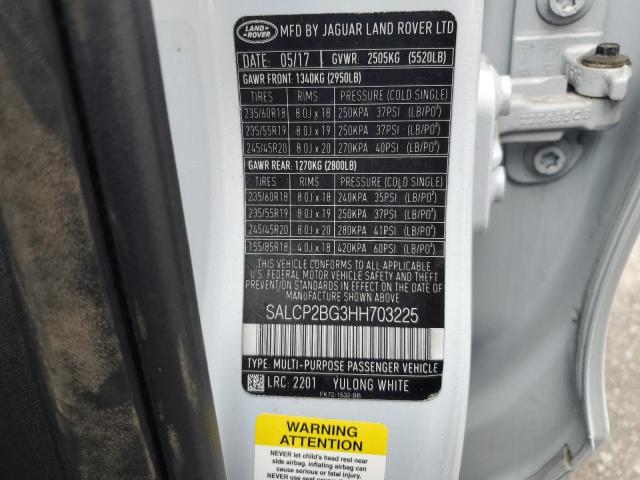 LAND ROVER
MFD BY JAGUAR LAND ROVER LTD
DATE: 05/17 GVWR: 2505KG (5520LB)
GAWR FRONT: 1340KG (2950LB)
TIRES RIMS PRESSURE (COLD SINGLE)
235/60R18 8.0J x 18 250KPA 37PSI (LB/PO²)
235/55R19 8.0J x 19 250KPA 37PSI (LB/PO²)
245/45R20 8.0J x 20 270KPA 40PSI (LB/PO²)
GAWR REAR: 1270KG (2800LB)
TIRES RIMS PRESSURE (COLD SINGLE)
235/60R18 8.0J x 18 240KPA 35PSI (LB/PO²)
235/55R19 8.0J x 19 250KPA 37PSI (LB/PO²)
245/45R20 8.0J x 20 280KPA 41PSI (LB/PO²)
155/85R18 4.0J x 18 420KPA 60PSI (LB/PO²)
THIS VEHICLE CONFORMS TO ALL APPLICABLE
U.S. FEDERAL MOTOR VEHICLE SAFETY AND THEFT
PREVENTION STANDARDS IN EFFECT ON THE DATE
OF MANUFACTURE SHOWN ABOVE.
SALCP2BG3HH703225
TYPE: MULTI-PURPOSE PASSENGER VEHICLE
LRC: 2201 YULONG WHITE
FK72-1532-BB
WARNING
ATTENTION
NEVER let child's head rest near
side airbag. Inflating airbag can
cause serious or fatal injury.